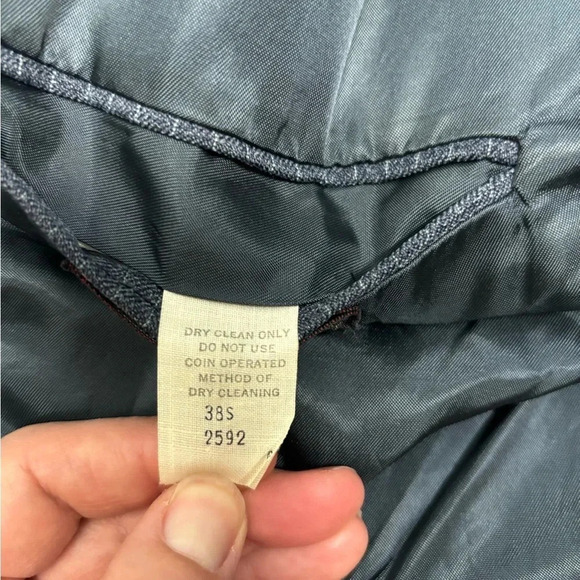 DRY CLEAN ONLY
DO NOT USE
COIN OPERATED
METHOD OF
DRY CLEANING
38S
2592